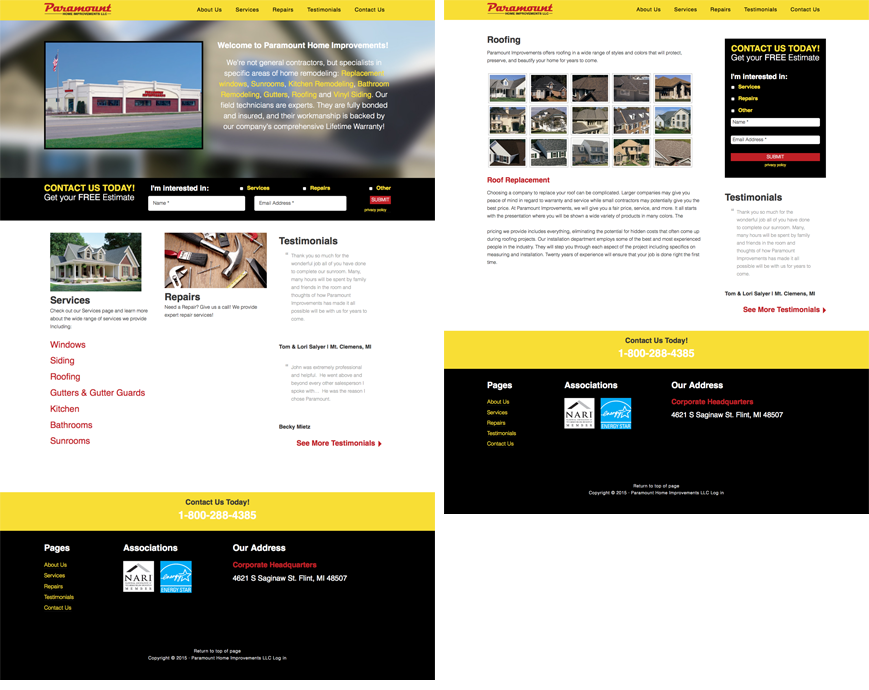 Paramount
HOME IMPROVEMENTS LLC
About Us Services Repairs Testimonials Contact Us
Welcome to Paramount Home Improvements!
We're not general contractors, but specialists in
specific areas of home remodeling: Replacement
windows, Sunrooms, Kitchen Remodeling, Bathroom
Remodeling, Gutters, Roofing and Vinyl Siding. Our
field technicians are experts. They are fully bonded
and insured, and their workmanship is backed by
our company's comprehensive Lifetime Warranty!
CONTACT US TODAY!
Get your FREE Estimate
I'm interested in:
Services
Repairs
Other
Name *
Email Address *
SUBMIT
privacy policy
Services
Check out our Services page and learn more
about the wide range of services we provide
including:
Windows
Siding
Roofing
Gutters & Gutter Guards
Kitchen
Bathrooms
Sunrooms
Repairs
Need a Repair? Give us a call! We provide
expert repair services!
Testimonials
" Thank you so much for the
wonderful job all of you have done
to complete our sunroom. Many,
many hours will be spent by family
and friends in the room and
thoughts of how Paramount
Improvements has made it all
possible will be with us for years to
come.
Tom & Lori Salyer I Mt. Clemens, MI
" John was extremely professional
and helpful. He went above and
beyond every other salesperson I
spoke with... He was the reason I
chose Paramount.
Becky Mietz
See More Testimonials
Contact Us Today!
1-800-288-4385
Pages
About Us
Services
Repairs
Testimonials
Contact Us
Associations
NARI
MEMBER
energy
ENERGY STAR
Our Address
Corporate Headquarters
4621 S Saginaw St. Flint, MI 48507
Return to top of page
Copyright © 2015 · Paramount Home Improvements LLC Log in
Paramount
HOME IMPROVEMENTS LLC
About Us Services Repairs Testimonials Contact Us
Roofing
Paramount Improvements offers roofing in a wide range of styles and colors that will protect,
preserve, and beautify your home for years to come.
Roof Replacement
Choosing a company to replace your roof can be complicated. Larger companies may give you
peace of mind in regard to warranty and service while small contractors may potentially give you the
best price. At Paramount Improvements, we will give you a fair price, service, and more. It all starts
with the presentation where you will be shown a wide variety of products in many colors. The
pricing we provide includes everything, eliminating the potential for hidden costs that often come up
during roofing projects. Our installation department employs some of the best and most experienced
people in the industry. They will step you through each aspect of the project including specifics on
measuring and installation. Twenty years of experience will ensure that your job is done right the first
time.
CONTACT US TODAY!
Get your FREE Estimate
I'm interested in:
Services
Repairs
Other
Name *
Email Address *
SUBMIT
privacy policy
Testimonials
" Thank you so much for the
wonderful job all of you have done
to complete our sunroom. Many,
many hours will be spent by family
and friends in the room and
thoughts of how Paramount
Improvements has made it all
possible will be with us for years to
come.
Tom & Lori Salyer I Mt. Clemens, MI
See More Testimonials
Contact Us Today!
1-800-288-4385
Pages
About Us
Services
Repairs
Testimonials
Contact Us
Associations
NARI
MEMBER
energy
ENERGY STAR
Our Address
Corporate Headquarters
4621 S Saginaw St. Flint, MI 48507
Return to top of page
Copyright © 2015 · Paramount Home Improvements LLC Log in